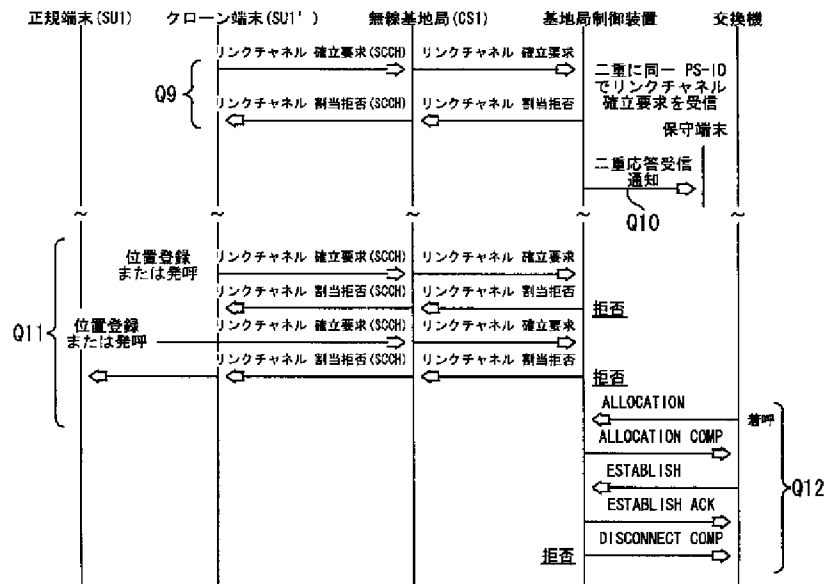 正規端末(SU1) クローン端末(SU1') 無線基地局(CS1) 基地局制御装置 交換機
リンクチャネル 確立要求(SCCH) リンクチャネル 確立要求
二重に同一 PS-ID
でリンクチャネル
確立要求を受信
Q9
リンクチャネル 割当拒否(SCCH) リンクチャネル 割当拒否
保守端末
二重応答受信
通知
Q10
位置登録
または発呼
リンクチャネル 確立要求(SCCH) リンクチャネル 確立要求
リンクチャネル 割当拒否(SCCH) リンクチャネル 割当拒否
拒否
Q11
位置登録
または発呼
リンクチャネル 確立要求(SCCH) リンクチャネル 確立要求
リンクチャネル 割当拒否(SCCH) リンクチャネル 割当拒否
拒否
ALLOCATION
着呼
ALLOCATION COMP
ESTABLISH
Q12
ESTABLISH ACK
DISCONNECT COMP
拒否